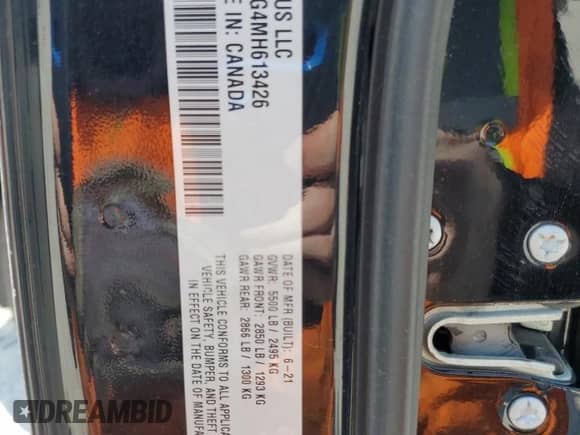 US LLC
G4MH613426
E IN: CANADA
DATE OF MFR (BUILT): 6-21
GVWR: 5500 LB / 2495 KG
GAWR FRONT: 2850 LB / 1293 KG
GAWR REAR: 2866 LB / 1300 KG
THIS VEHICLE CONFORMS TO ALL APPLICA
VEHICLE SAFETY, BUMPER, AND THEFT
IN EFFECT ON THE DATE OF MANUFA
DREAMBID